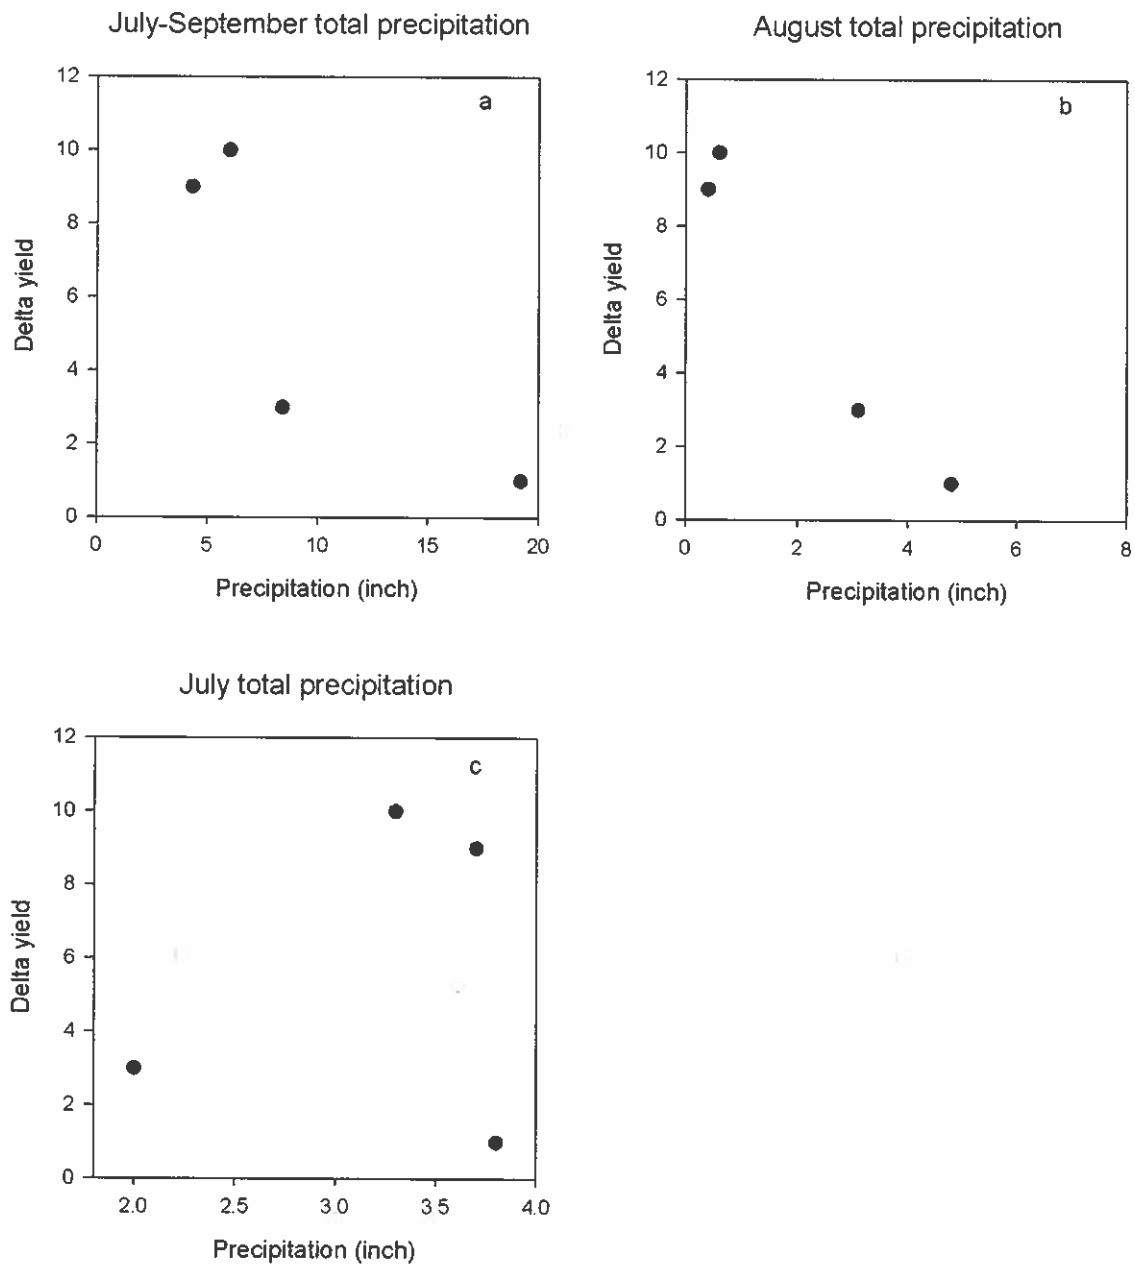 July-September total precipitation
12
10
8
6
4
2
0
Delta yield
a
0 5 10 15 20
Precipitation (inch)
August total precipitation
12
10
8
6
4
2
0
Delta yield
b
0 2 4 6 8
Precipitation (inch)
July total precipitation
12
10
8
6
4
2
0
Delta yield
c
2.0 2.5 3.0 3.5 4.0
Precipitation (inch)